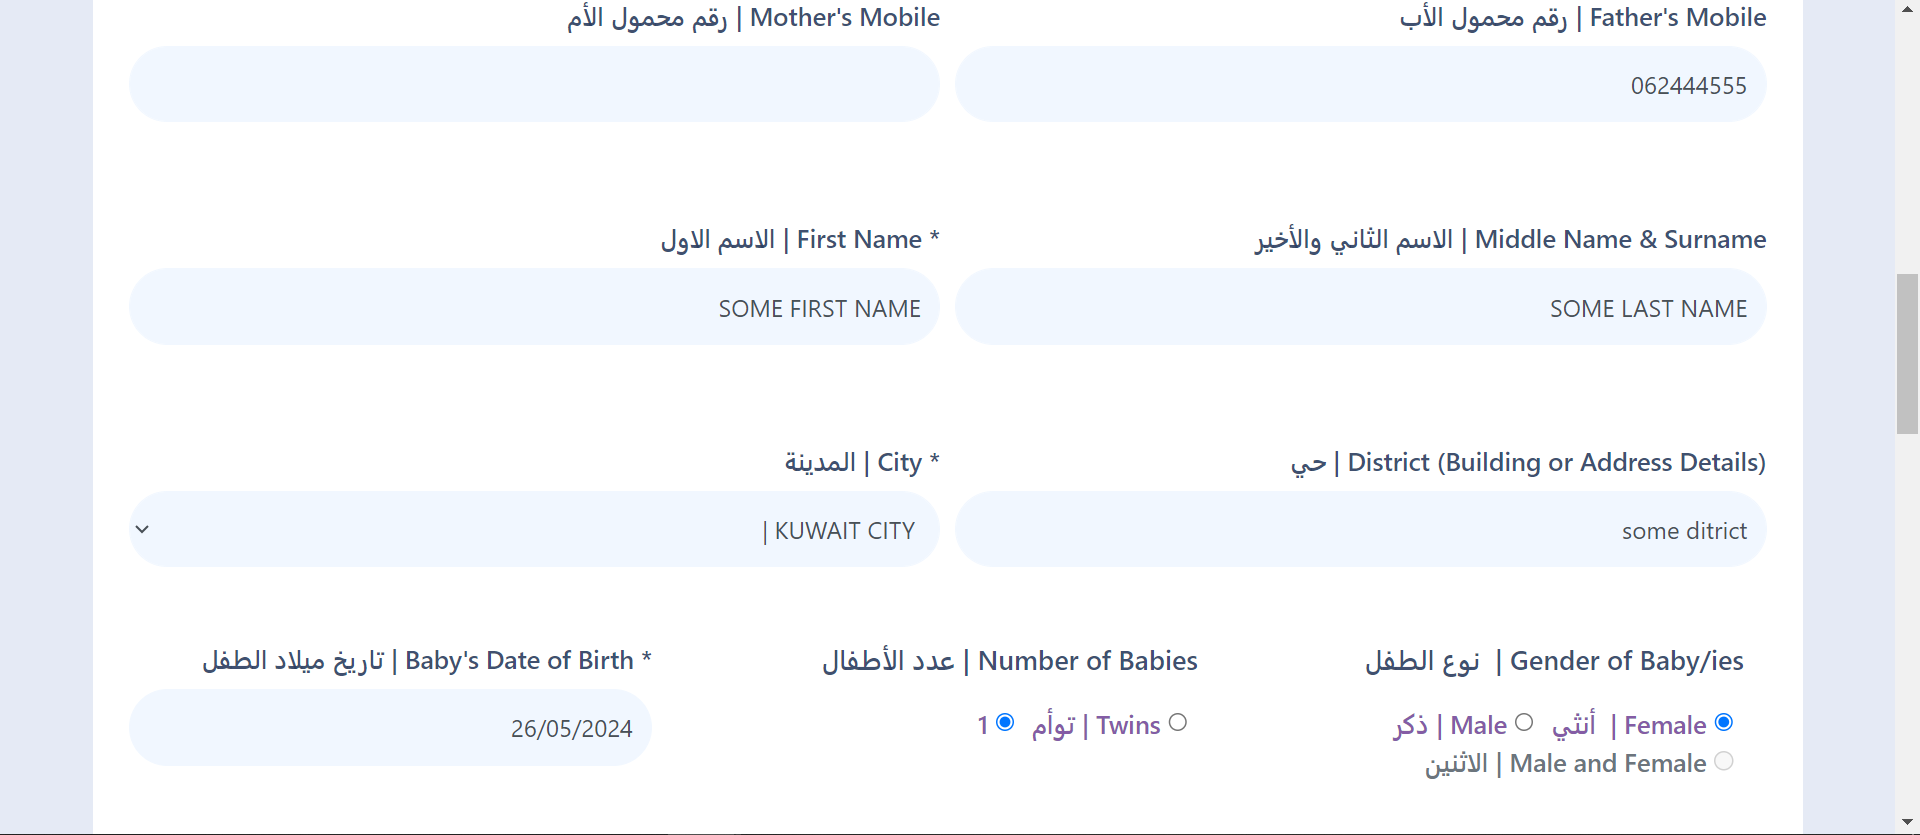 رقم محمول الأب | Father's Mobile
رقم محمول الأم | Mother's Mobile
062444555
الاسم الثاني والأخير | Middle Name & Surname
الاسم الاول | First Name *
SOME LAST NAME
SOME FIRST NAME
حي | District (Building or Address Details)
المدينة | City *
some ditrict
| KUWAIT CITY
نوع الطفل | Gender of Baby/ies
أنثي | Female
ذكر | Male
الاثنين | Male and Female
عدد الأطفال | Number of Babies
توأم | Twins
1
تاريخ ميلاد الطفل | Baby's Date of Birth *
26/05/2024